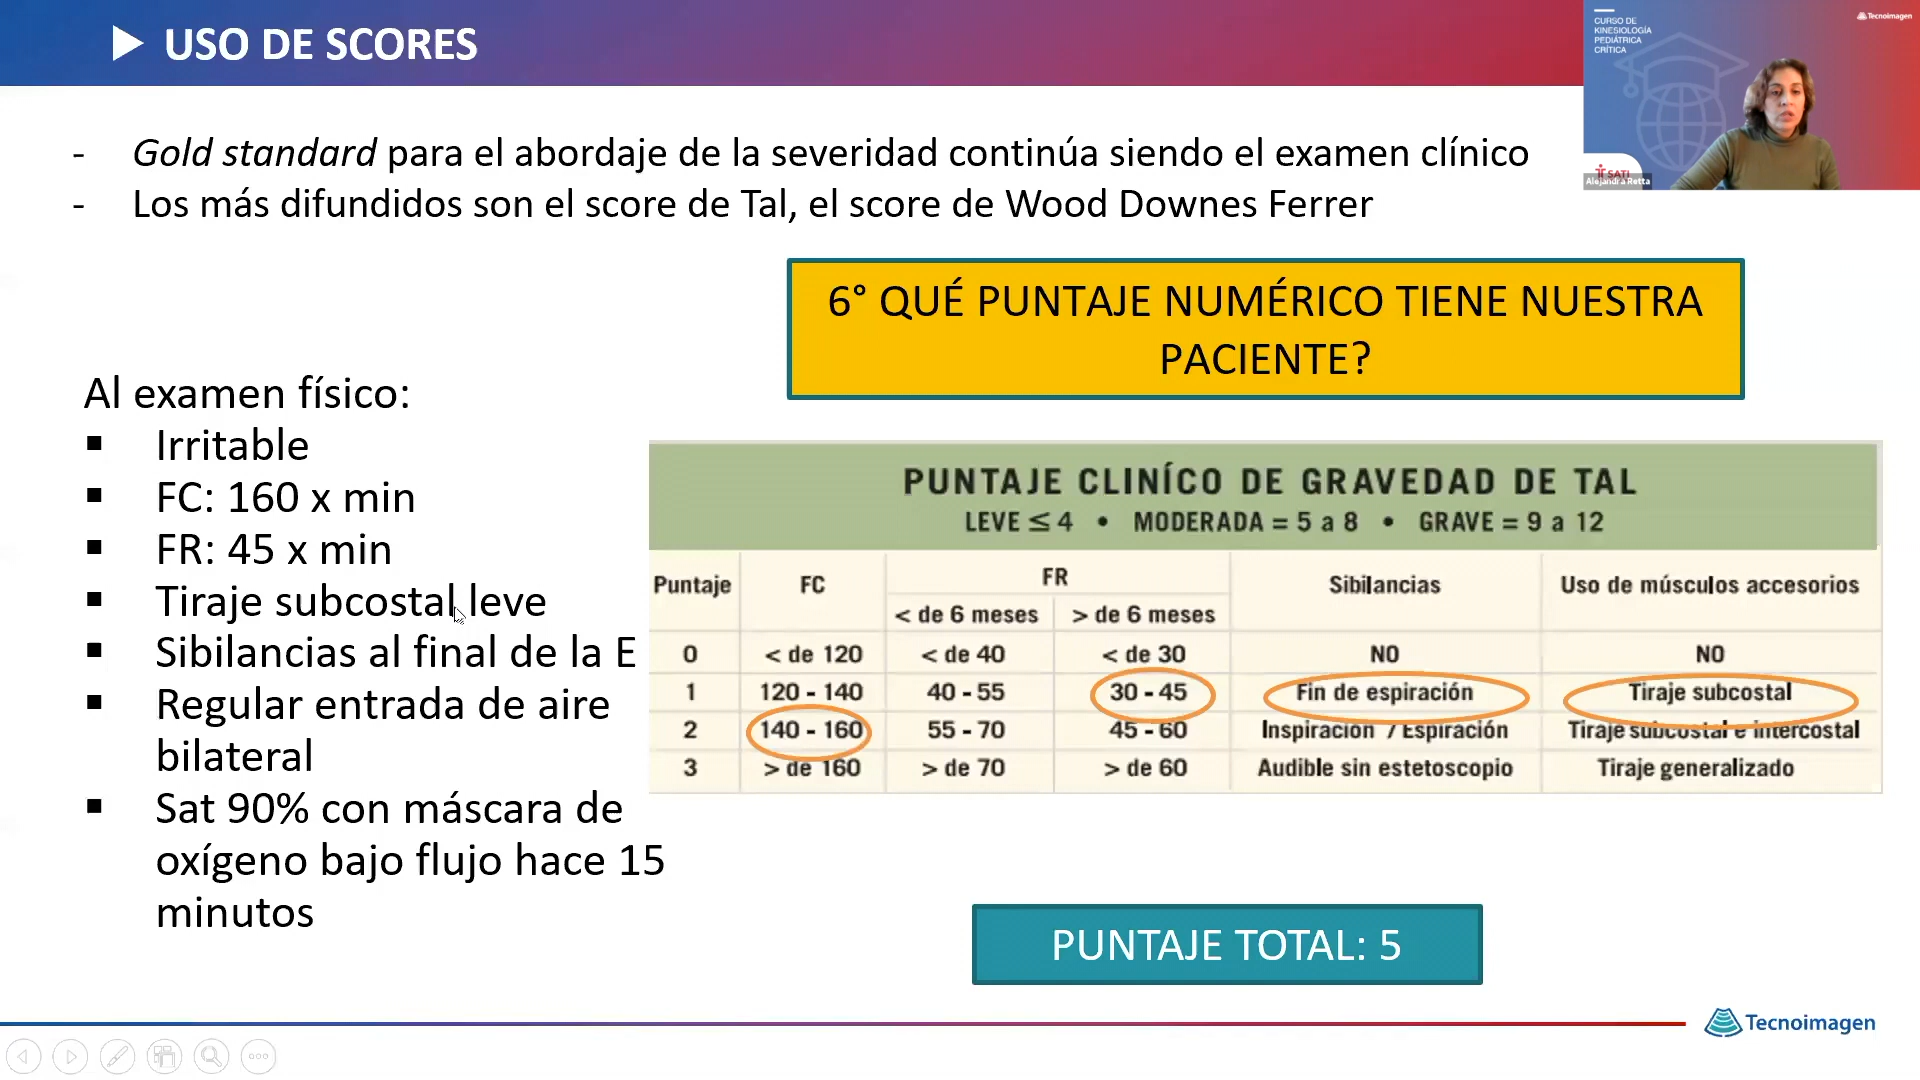 USO DE SCORES
CURSO DE
KINESIOLOGÍA
PEDIÁTRICA
CRÍTICA
Tecnoimagen
SATI
Alejandra Retta
- Gold standard para el abordaje de la severidad continúa siendo el examen clínico
- Los más difundidos son el score de Tal, el score de Wood Downes Ferrer
6° QUÉ PUNTAJE NUMÉRICO TIENE NUESTRA
PACIENTE?
Al examen físico:
▪ Irritable
▪ FC: 160 x min
▪ FR: 45 x min
▪ Tiraje subcostal leve
▪ Sibilancias al final de la E
▪ Regular entrada de aire
bilateral
▪ Sat 90% con máscara de
oxígeno bajo flujo hace 15
minutos
PUNTAJE CLINÍCO DE GRAVEDAD DE TAL
LEVE ≤ 4 • MODERADA = 5 a 8 • GRAVE = 9 a 12
Puntaje FC FR Sibilancias Uso de músculos accesorios
< de 6 meses > de 6 meses
0 < de 120 < de 40 < de 30 NO NO
1 120 - 140 40 - 55 30 - 45 Fin de espiración Tiraje subcostal
2 140 - 160 55 - 70 45 - 60 Inspiración / Espiración Tiraje subcostal e intercostal
3 > de 160 > de 70 > de 60 Audible sin estetoscopio Tiraje generalizado
PUNTAJE TOTAL: 5
Tecnoimagen